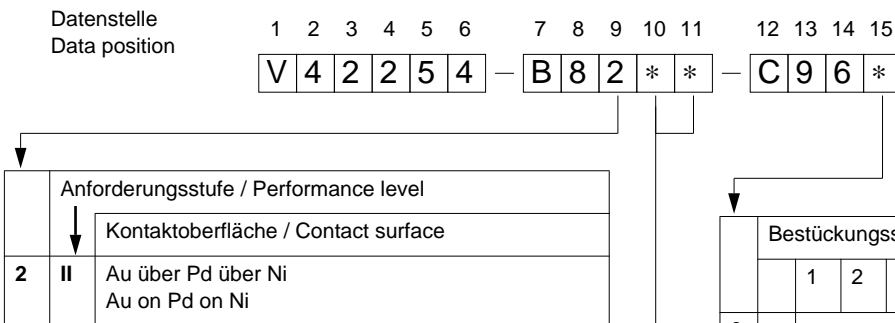 Datenstelle
Data position
1 2 3 4 5 6 7 8 9 10 11 12 13 14 15
V 4 2 2 5 4 – B 8 2 * * – C 9 6 *
Anforderungsstufe / Performance level
Kontaktoberfläche / Contact surface
2 II Au über Pd über Ni
Au on Pd on Ni
1 2